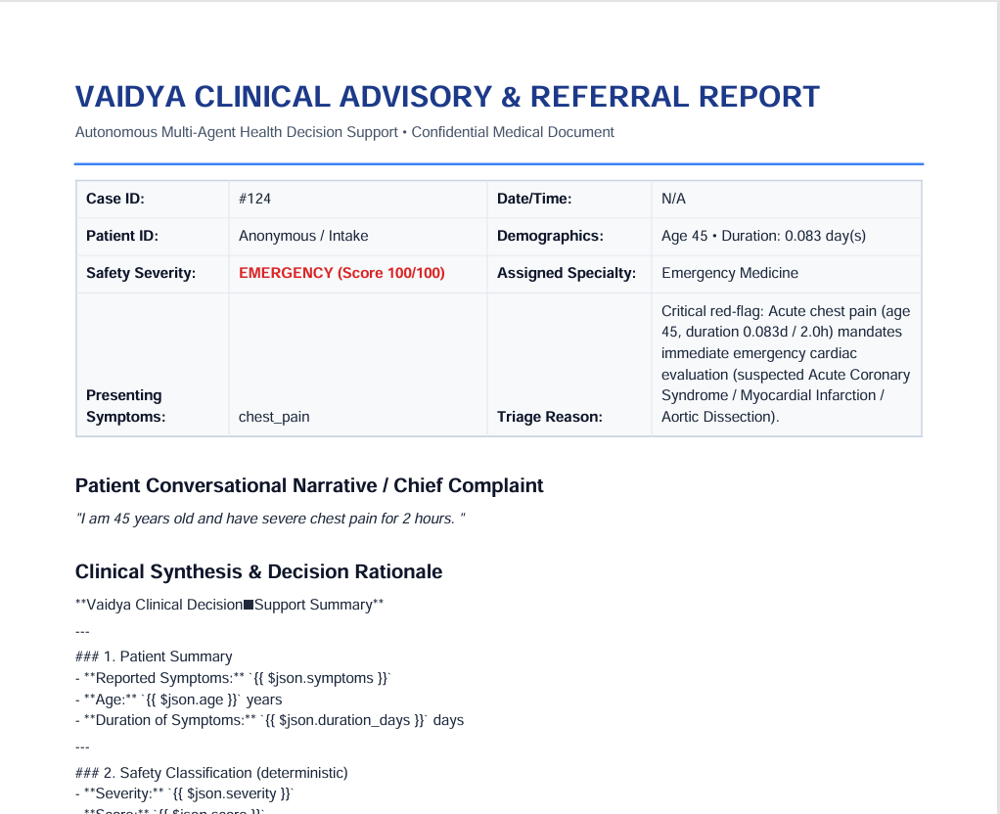 VAIDYA CLINICAL ADVISORY & REFERRAL REPORT
Autonomous Multi-Agent Health Decision Support • Confidential Medical Document
Case ID: #124 Date/Time: N/A
Patient ID: Anonymous / Intake Demographics: Age 45 • Duration: 0.083 day(s)
Safety Severity: EMERGENCY (Score 100/100) Assigned Specialty: Emergency Medicine
Presenting
Symptoms: chest_pain Triage Reason:
Critical red-flag: Acute chest pain (age
45, duration 0.083d / 2.0h) mandates
immediate emergency cardiac
evaluation (suspected Acute Coronary
Syndrome / Myocardial Infarction /
Aortic Dissection).
Patient Conversational Narrative / Chief Complaint
"I am 45 years old and have severe chest pain for 2 hours. "
Clinical Synthesis & Decision Rationale
**Vaidya Clinical Decision■Support Summary**
---
### 1. Patient Summary
- **Reported Symptoms:** `{{ $json.symptoms }}`
- **Age:** `{{ $json.age }}` years
- **Duration of Symptoms:** `{{ $json.duration_days }}` days
---
### 2. Safety Classification (deterministic)
- **Severity:** `{{ $json.severity }}`
- **Score:** `{{ $json.score }}`